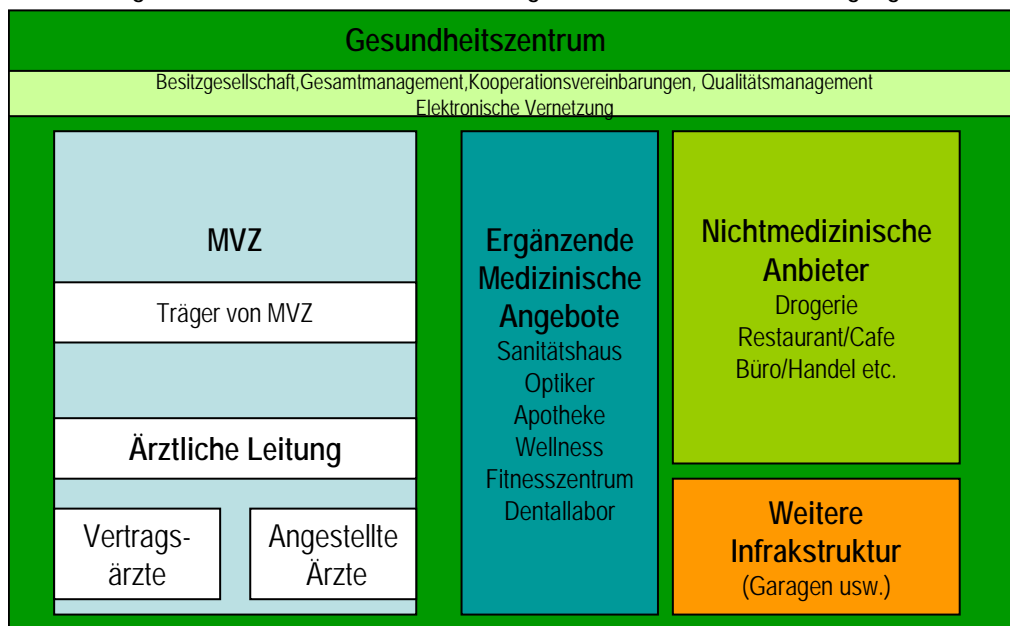 Gesundheitszentrum
Besitzgesellschaft,Gesamtmanagement,Kooperationsvereinbarungen, Qualitätsmanagement
Elektronische Vernetzung
MVZ
Träger von MVZ
Ärztliche Leitung
Vertrags-
ärzte
Angestellte
Ärzte
Ergänzende
Medizinische
Angebote
Sanitätshaus
Optiker
Apotheke
Wellness
Fitnesszentrum
Dentallabor
Nichtmedizinische
Anbieter
Drogerie
Restaurant/Cafe
Büro/Handel etc.
Weitere
Infrakstruktur
(Garagen usw.)